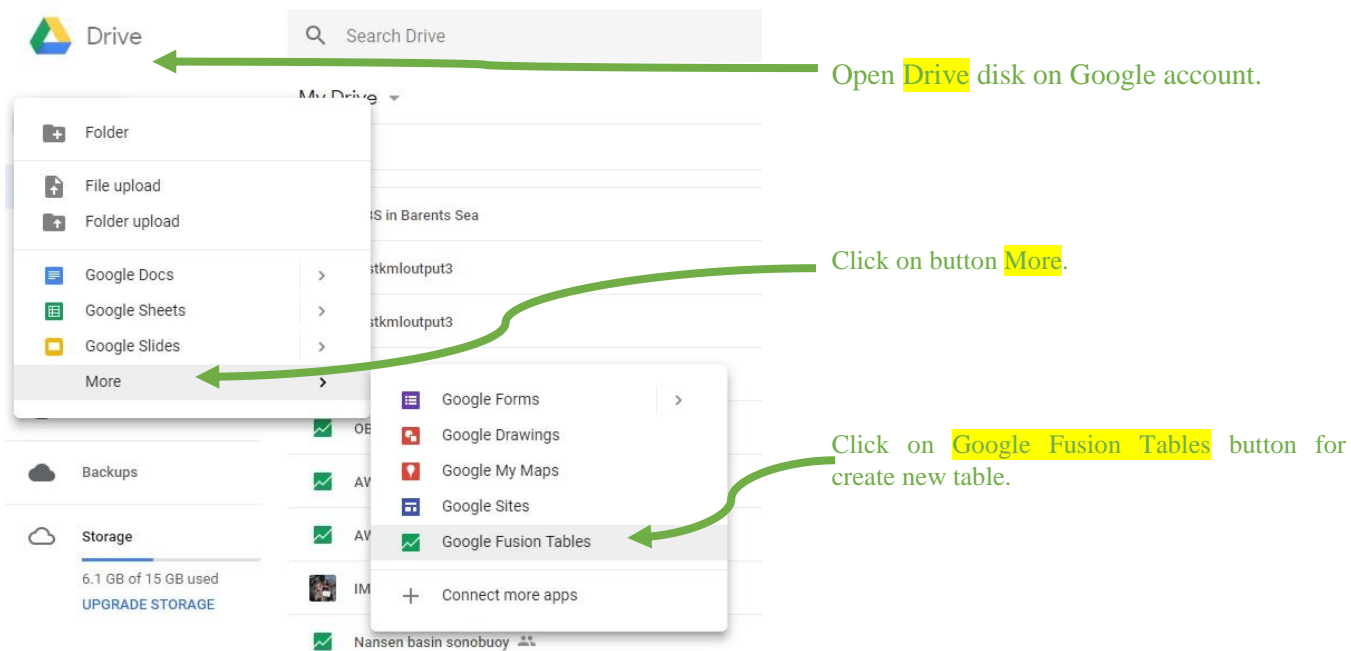 Drive
Search Drive
Open Drive disk on Google account.
My Drive
Folder
File upload
Folder upload
S in Barents Sea
Google Docs
stkmloutput3
Click on button More.
Google Sheets
stkmloutput3
Google Slides
More
Google Forms
OB
Google Drawings
Click on Google Fusion Tables button for
create new table.
Backups
AW
Google My Maps
Google Sites
Storage
AW
Google Fusion Tables
6.1 GB of 15 GB used
IM
Connect more apps
UPGRADE STORAGE
Nansen basin sonobuoy